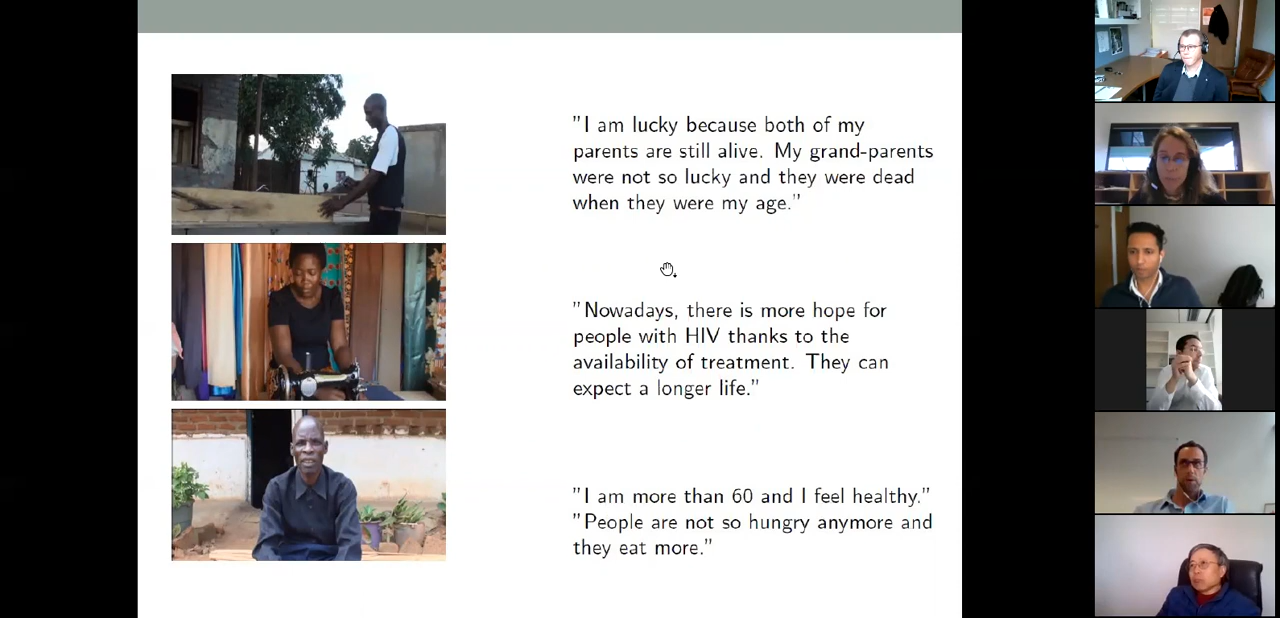 "I am lucky because both of my
parents are still alive. My grand-parents
were not so lucky and they were dead
when they were my age."
"Nowadays, there is more hope for
people with HIV thanks to the
availability of treatment. They can
expect a longer life."
"I am more than 60 and I feel healthy."
"People are not so hungry anymore and
they eat more."